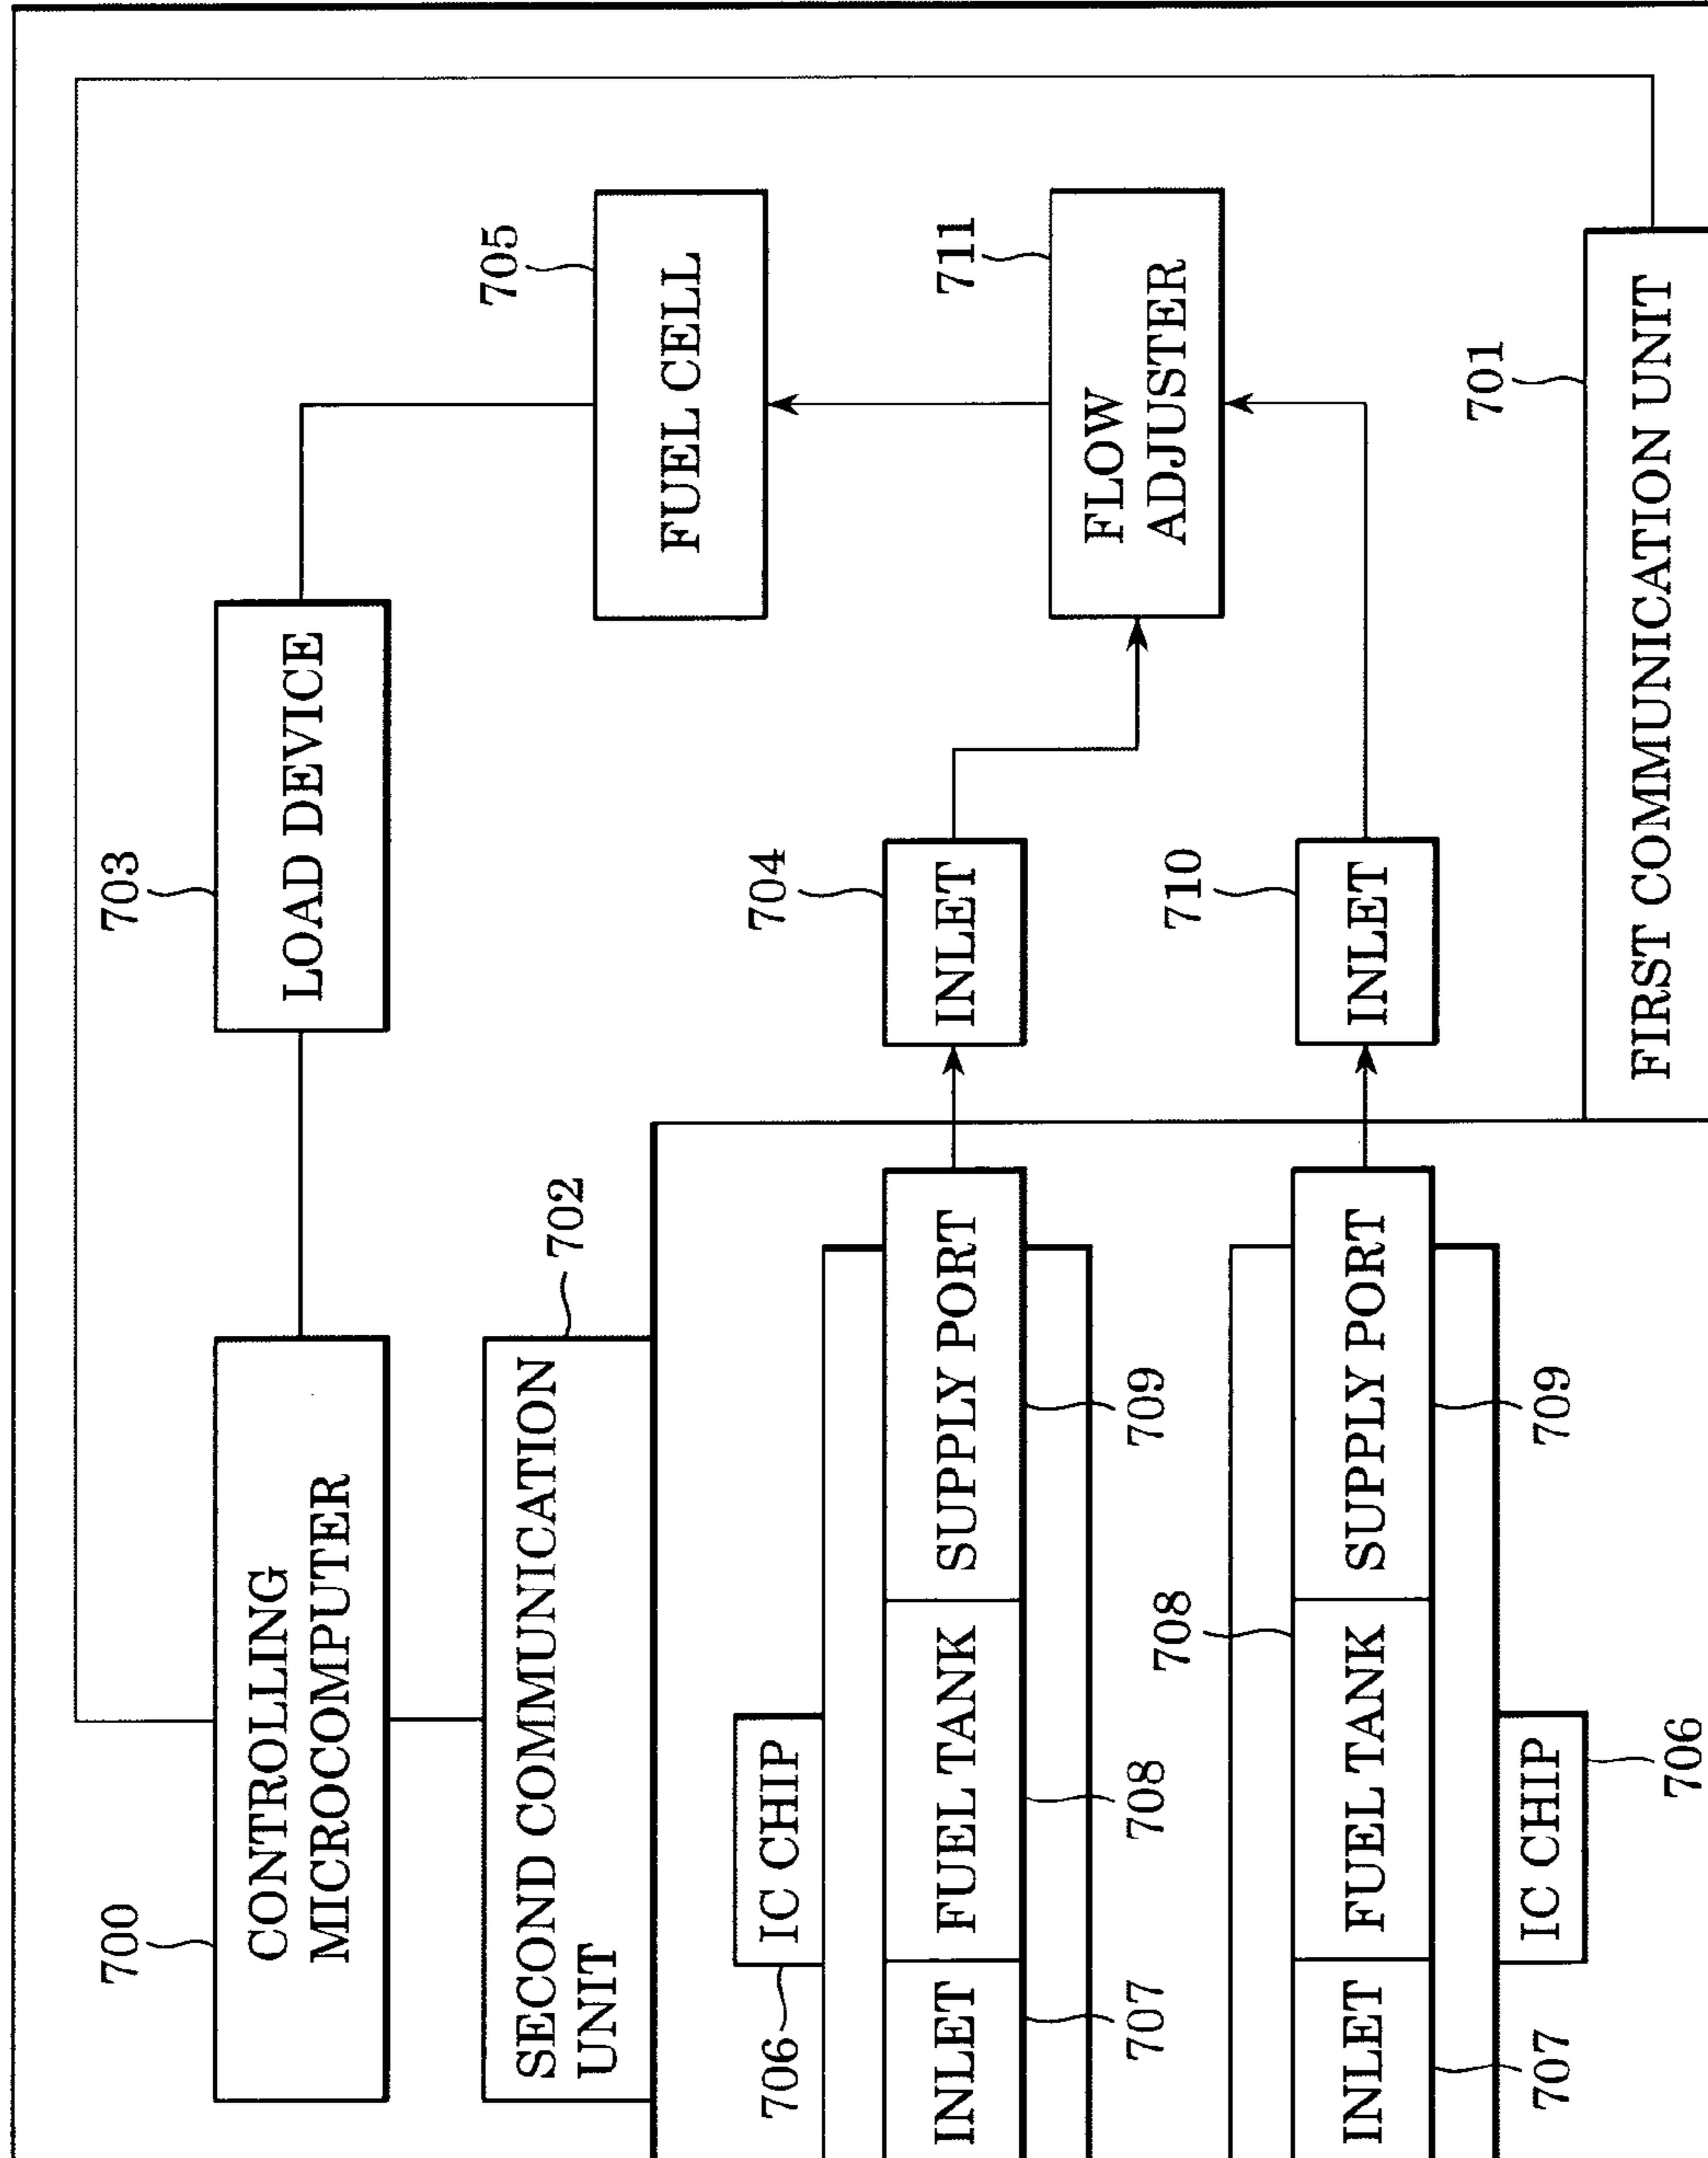 700
CONTROLLING
MICROCOMPUTER
703
LOAD DEVICE
SECOND COMMUNICATION
UNIT
702
705
FUEL CELL
706
IC CHIP
704
INLET
FUEL TANK
SUPPLY PORT
INLET
711
FLOW
ADJUSTER
707
708
709
708
710
INLET
FUEL TANK
SUPPLY PORT
INLET
701
707
IC CHIP
709
706
FIRST COMMUNICATION UNIT